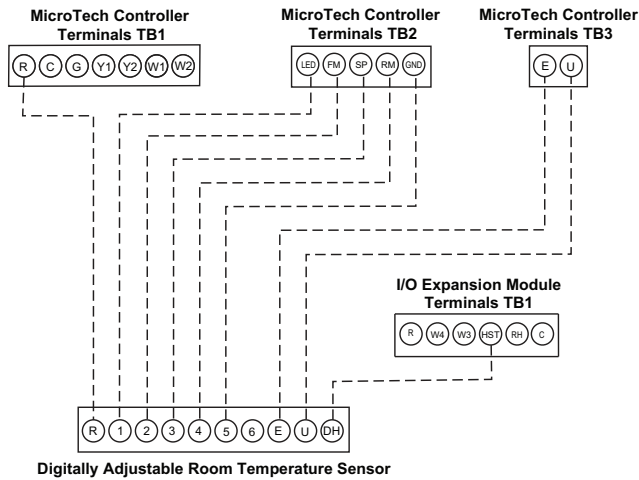 MicroTech Controller
Terminals TB1
R C G Y1 Y2 W1 W2
MicroTech Controller
Terminals TB2
LED FM SP RM GND
MicroTech Controller
Terminals TB3
E U
I/O Expansion Module
Terminals TB1
R W4 W3 HST RH C
R 1 2 3 4 5 6 E U DH
Digitally Adjustable Room Temperature Sensor